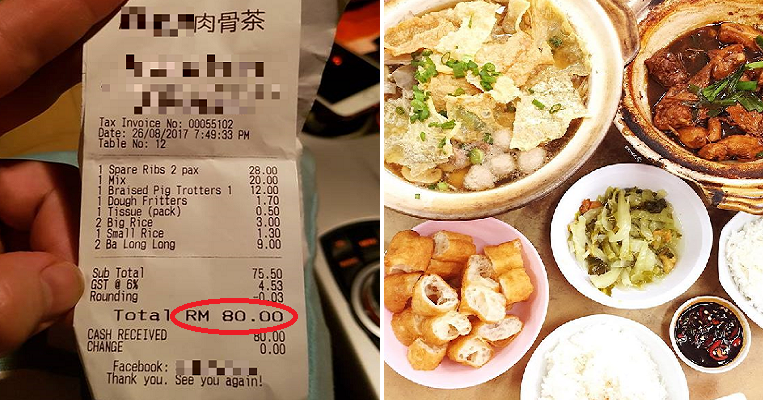 肉骨茶
Tax Invoice No: 00055102
Date: 26/08/2017 7:49:33 PM
Table No: 12
1 Spare Ribs 2 pax 28.00
1 Mix 20.00
1 Braised Pig Trotters 1 12.00
1 Dough Fritters 1.70
1 Tissue (pack) 0.50
2 Big Rice 3.00
1 Small Rice 1.30
2 Ba Long Long 9.00
Sub Total 75.50
GST @ 6% 4.53
Rounding -0.03
Total RM 80.00
CASH RECEIVED 80.00
CHANGE 0.00
Facebook:
Thank you. See you again!